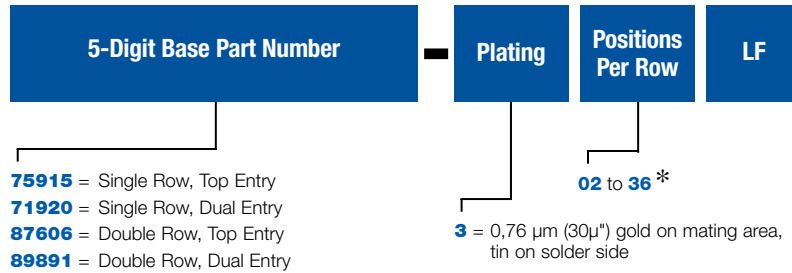 5-Digit Base Part Number
-
Plating
Positions
Per Row
LF
75915 = Single Row, Top Entry
71920 = Single Row, Dual Entry
87606 = Double Row, Top Entry
89891 = Double Row, Dual Entry
02 to 36 *
3 = 0,76 µm (30µ") gold on mating area,
tin on solder side